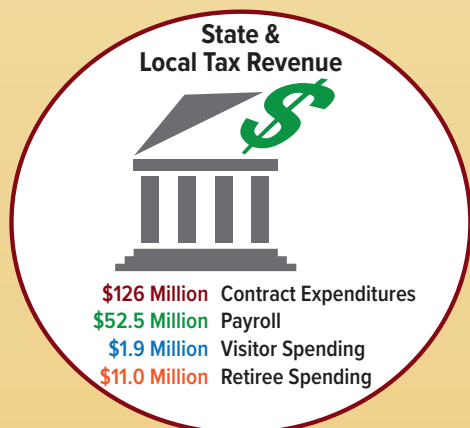 State &
Local Tax Revenue
$
$126 Million Contract Expenditures
$52.5 Million Payroll
$1.9 Million Visitor Spending
$11.0 Million Retiree Spending